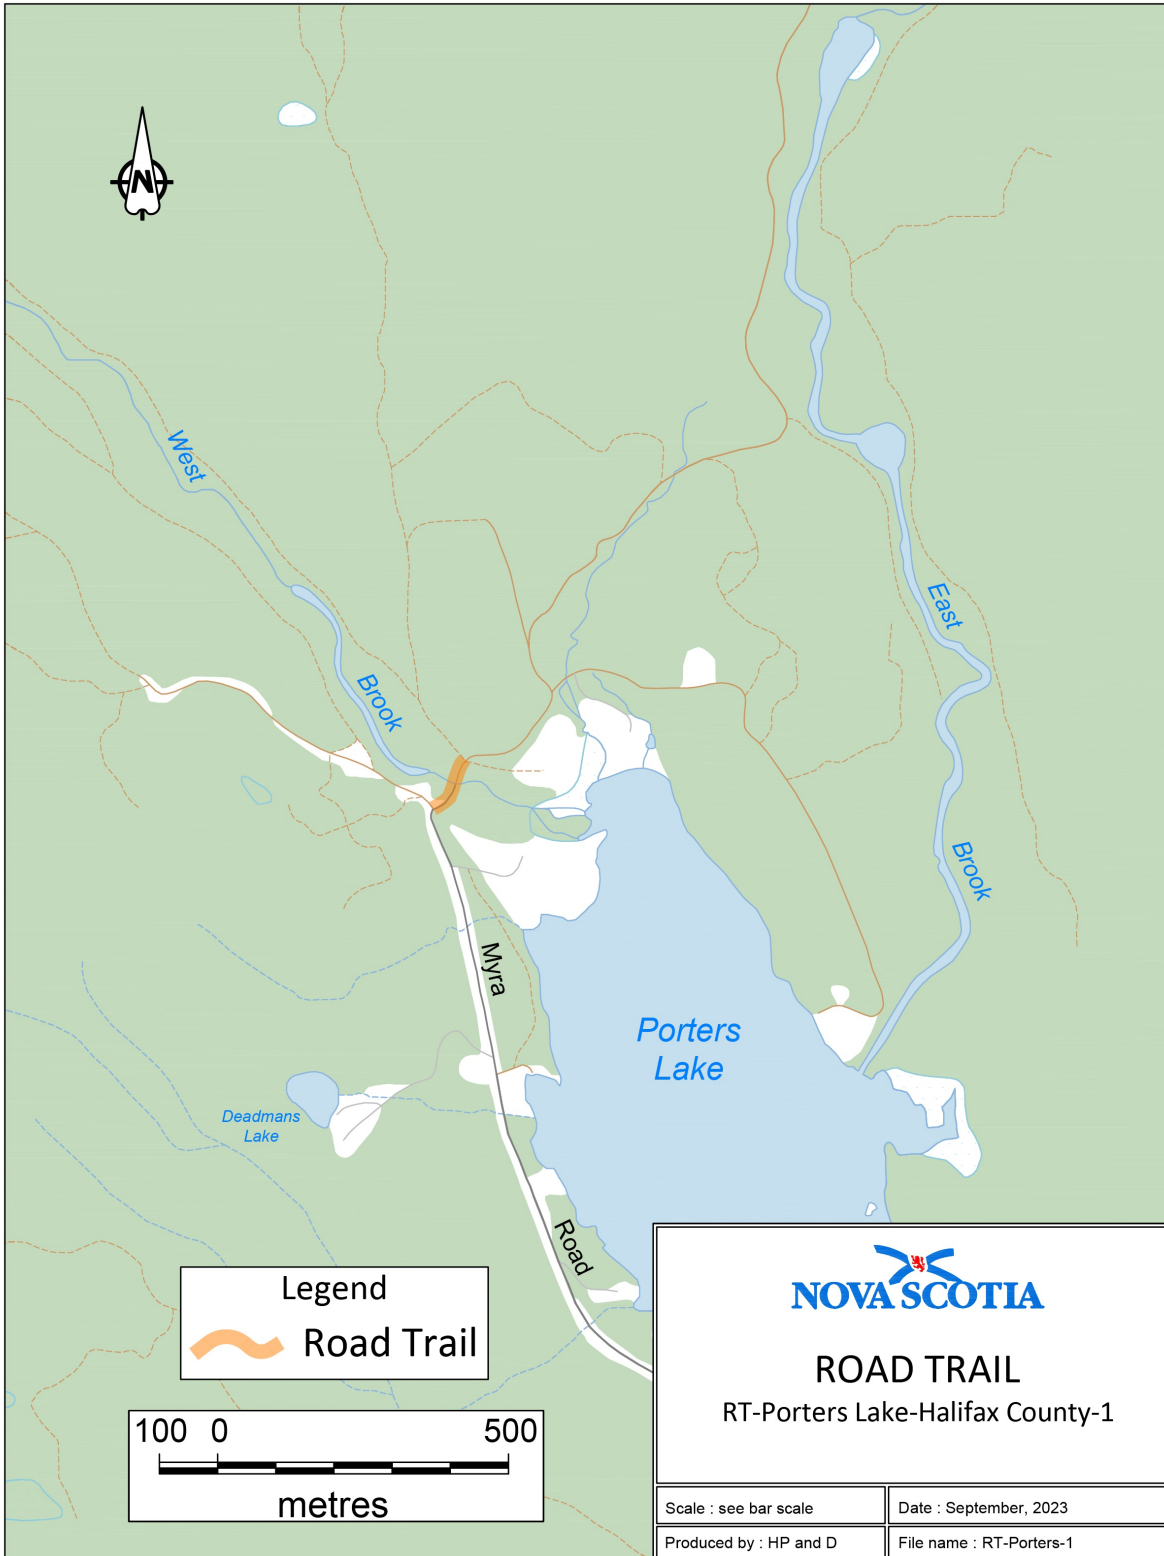 N
West
Brook
East
Brook
Myra
Road
Porters
Lake
Deadmans
Lake
Legend
Road Trail
100 0 500
metres
NOVA SCOTIA
ROAD TRAIL
RT-Porters Lake-Halifax County-1
Scale : see bar scale
Date : September, 2023
Produced by : HP and D
File name : RT-Porters-1